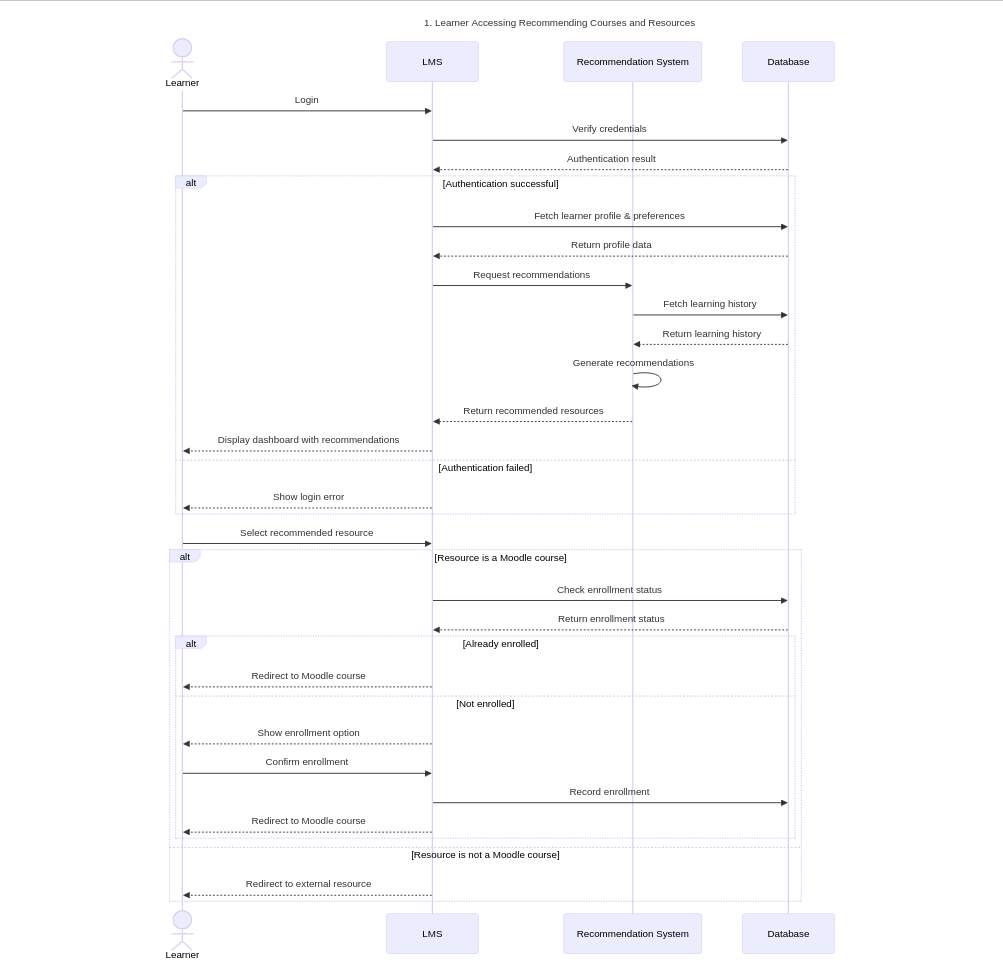 1. Learner Accessing Recommending Courses and Resources
Learner
LMS
Recommendation System
Database
Login
Verify credentials
Authentication result
alt
[Authentication successful]
Fetch learner profile & preferences
Return profile data
Request recommendations
Fetch learning history
Return learning history
Generate recommendations
Return recommended resources
Display dashboard with recommendations
[Authentication failed]
Show login error
Select recommended resource
alt
[Resource is a Moodle course]
Check enrollment status
Return enrollment status
alt
[Already enrolled]
Redirect to Moodle course
[Not enrolled]
Show enrollment option
Confirm enrollment
Record enrollment
Redirect to Moodle course
[Resource is not a Moodle course]
Redirect to external resource
Learner
LMS
Recommendation System
Database